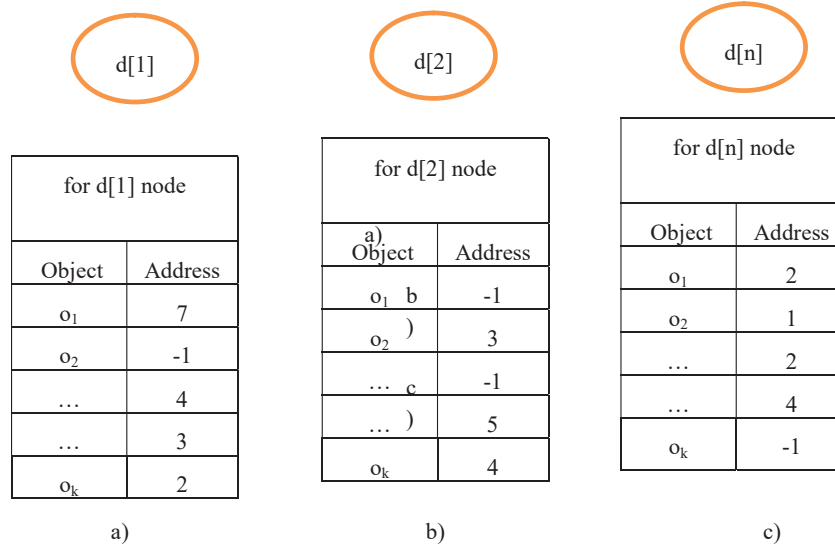 d[1]
d[2]
d[n]
for d[1] node
Object Address
o₁ 7
o₂ -1
… 4
… 3
oₖ 2
a)
for d[2] node
a)
Object Address
o₁ b -1
o₂ ) 3
… c -1
… ) 5
oₖ 4
b)
for d[n] node
Object Address
o₁ 2
o₂ 1
… 2
… 4
oₖ -1
c)